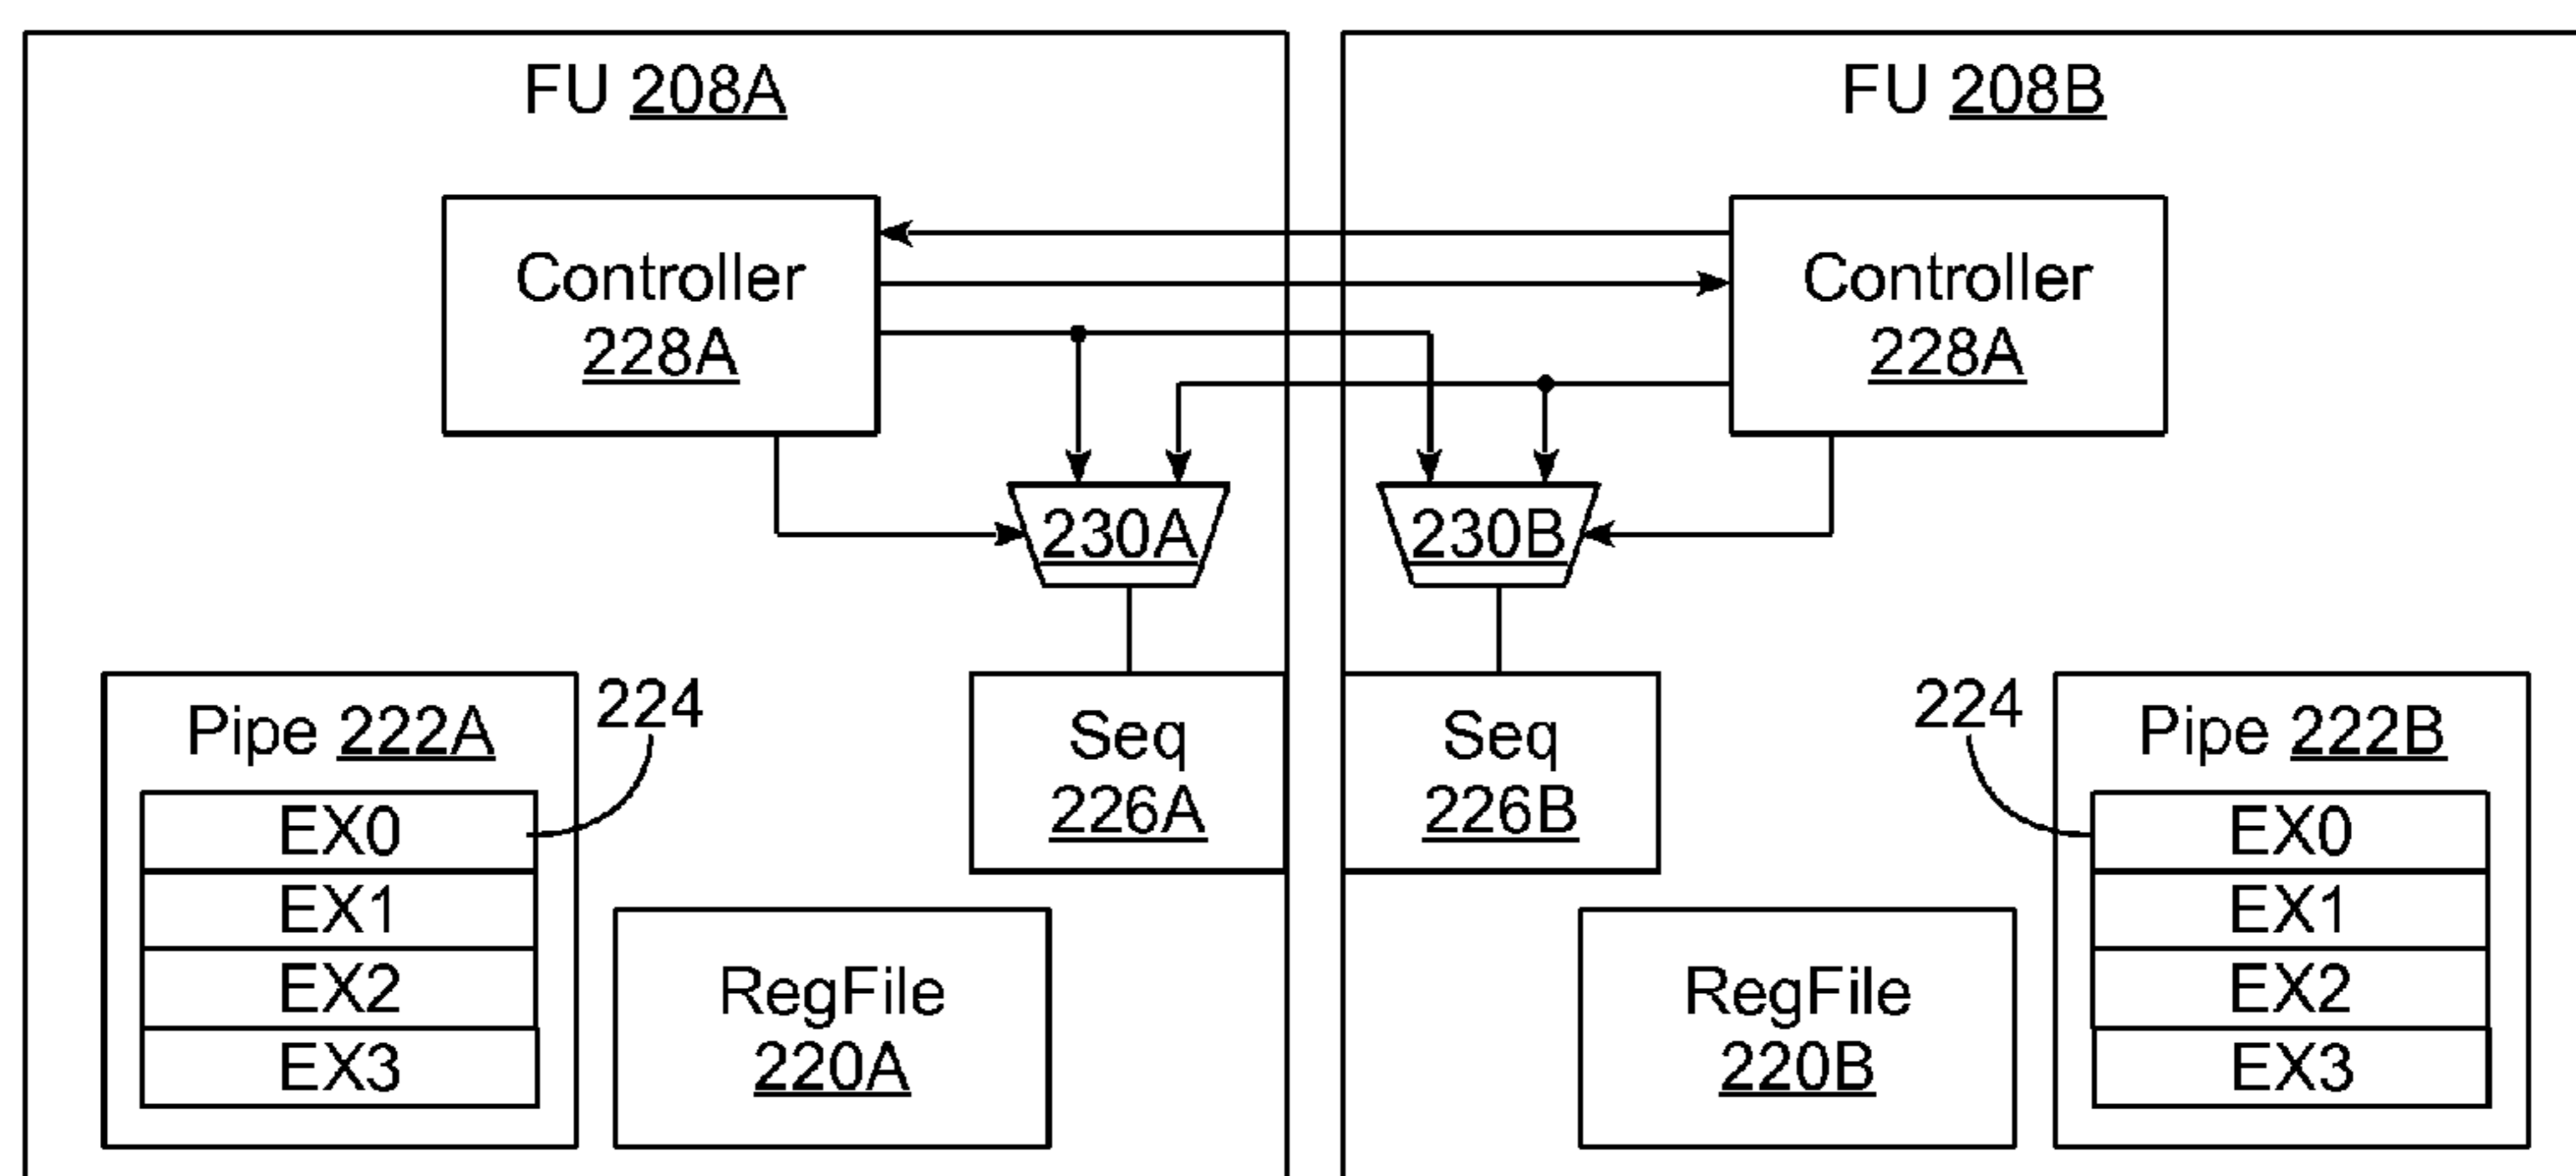 FU 208A
Controller
228A
230A
Pipe 222A
224
EX0
EX1
EX2
EX3
Seq
226A
RegFile
220A
FU 208B
Controller
228A
230B
Seq
226B
224
Pipe 222B
EX0
EX1
EX2
EX3
RegFile
220B